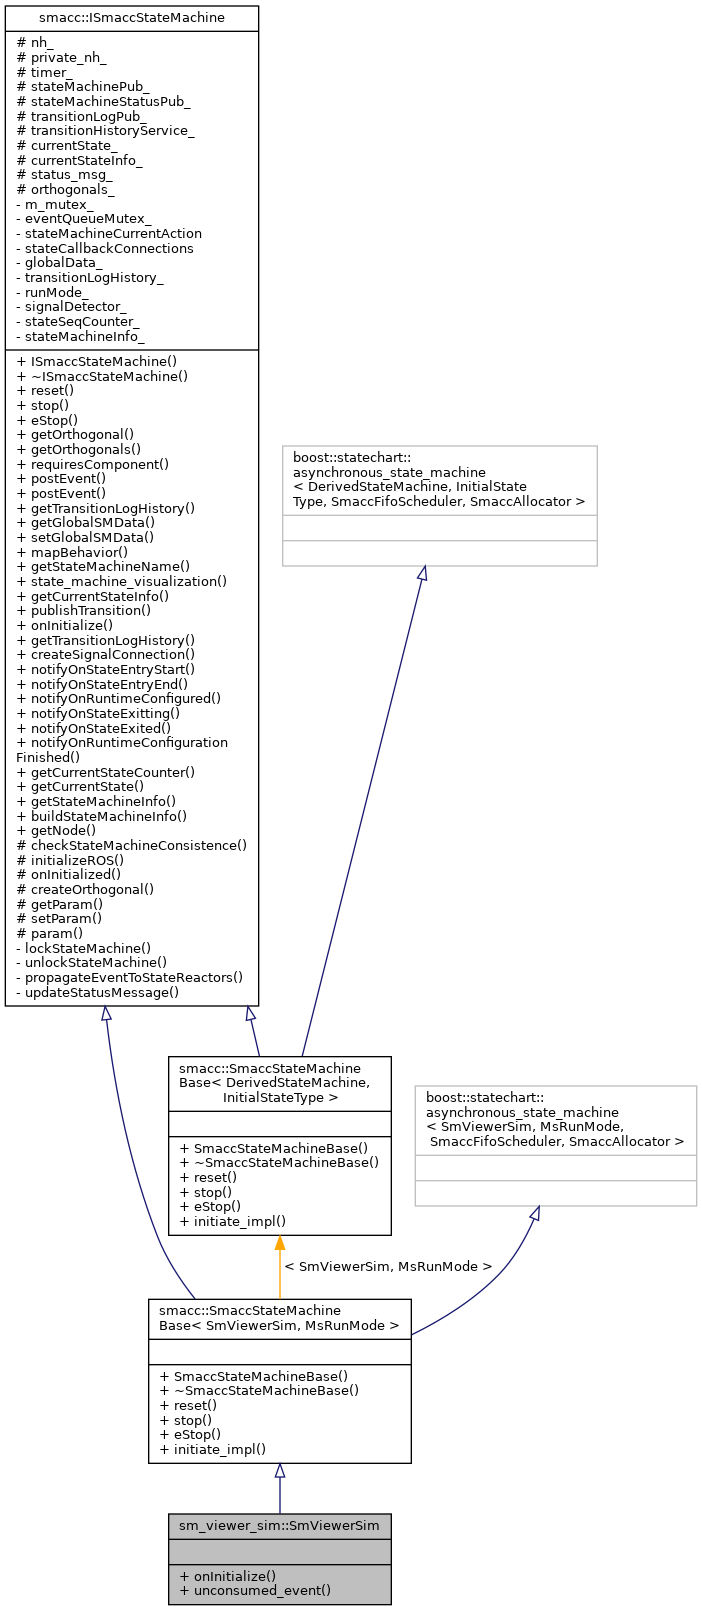 smacc::ISmaccStateMachine
# nh_
# private_nh_
# timer_
# stateMachinePub_
# stateMachineStatusPub_
# transitionLogPub_
# transitionHistoryService_
# currentState_
# currentStateInfo_
# status_msg_
# orthogonals_
- m_mutex_
- eventQueueMutex_
- stateMachineCurrentAction
- stateCallbackConnections
- globalData_
- transitionLogHistory_
- runMode_
- signalDetector_
- stateSeqCounter_
- stateMachineInfo_
+ ISmaccStateMachine()
+ ~ISmaccStateMachine()
+ reset()
+ stop()
+ eStop()
+ getOrthogonal()
+ getOrthogonals()
+ requiresComponent()
+ postEvent()
+ postEvent()
+ getTransitionLogHistory()
+ getGlobalSMData()
+ setGlobalSMData()
+ mapBehavior()
+ getStateMachineName()
+ state_machine_visualization()
+ getCurrentStateInfo()
+ publishTransition()
+ onInitialize()
+ getTransitionLogHistory()
+ createSignalConnection()
+ notifyOnStateEntryStart()
+ notifyOnStateEntryEnd()
+ notifyOnRuntimeConfigured()
+ notifyOnStateExitting()
+ notifyOnStateExited()
+ notifyOnRuntimeConfiguration
Finished()
+ getCurrentStateCounter()
+ getCurrentState()
+ getStateMachineInfo()
+ buildStateMachineInfo()
+ getNode()
# checkStateMachineConsistence()
# initializeROS()
# onInitialized()
# createOrthogonal()
# getParam()
# setParam()
# param()
- lockStateMachine()
- unlockStateMachine()
- propagateEventToStateReactors()
- updateStatusMessage()
boost::statechart::
asynchronous_state_machine
< DerivedStateMachine, InitialState
Type, SmaccFifoScheduler, SmaccAllocator >
smacc::SmaccStateMachine
Base< DerivedStateMachine,
InitialStateType >
+ SmaccStateMachineBase()
+ ~SmaccStateMachineBase()
+ reset()
+ stop()
+ eStop()
+ initiate_impl()
boost::statechart::
asynchronous_state_machine
< SmViewerSim, MsRunMode,
SmaccFifoScheduler, SmaccAllocator >
< SmViewerSim, MsRunMode >
smacc::SmaccStateMachine
Base< SmViewerSim, MsRunMode >
+ SmaccStateMachineBase()
+ ~SmaccStateMachineBase()
+ reset()
+ stop()
+ eStop()
+ initiate_impl()
sm_viewer_sim::SmViewerSim
+ onInitialize()
+ unconsumed_event()